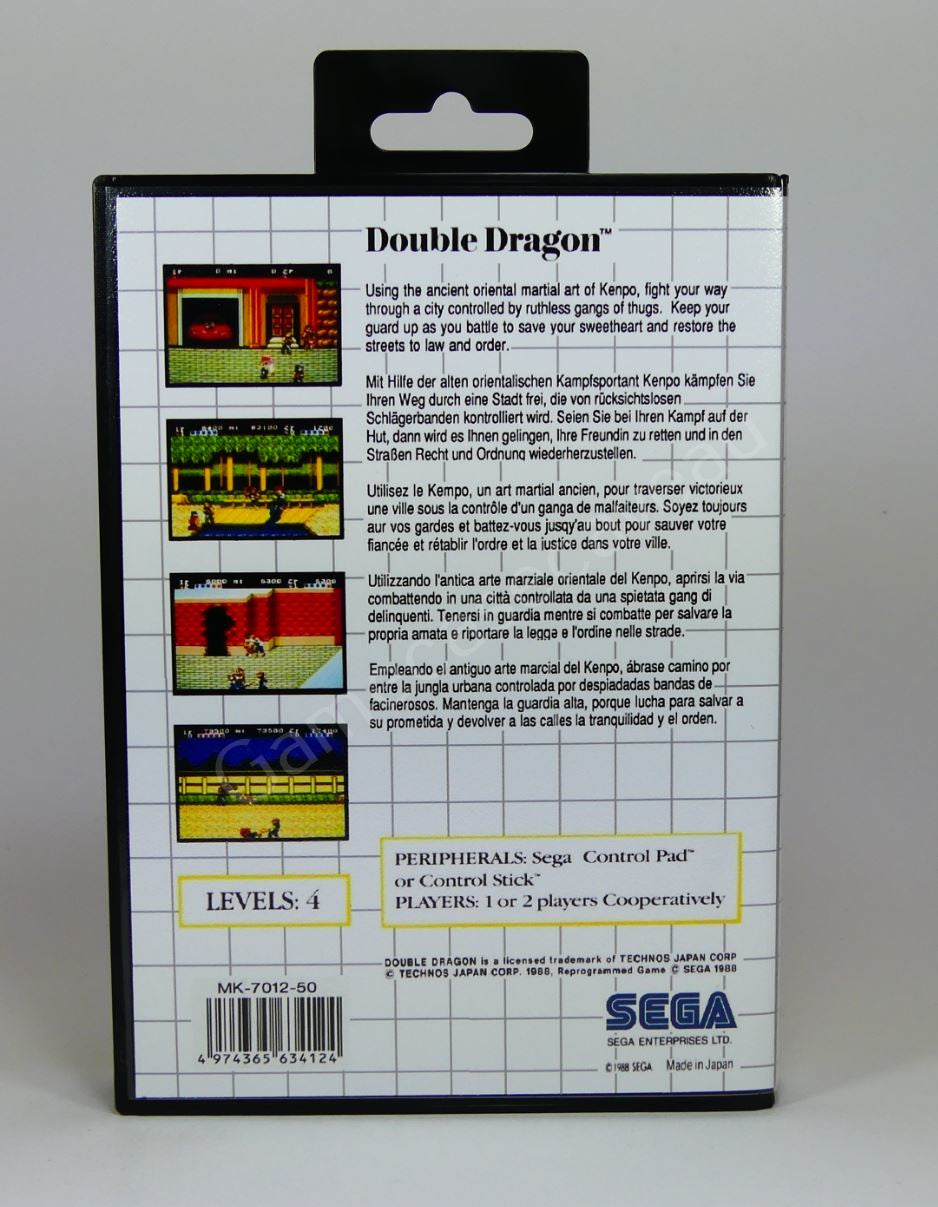 Double Dragon™
Using the ancient oriental martial art of Kenpo, fight your way
through a city controlled by ruthless gangs of thugs. Keep your
guard up as you battle to save your sweetheart and restore the
streets to law and order.
Mit Hilfe der alten orientalischen Kampfsportant Kenpo kämpfen Sie
Ihren Weg durch eine Stadt frei, die von rücksichtslosen
Schlägerbanden kontrolliert wird. Seien Sie bei Ihren Kampf auf der
Hut, dann wird es Ihnen gelingen, Ihre Freundin zu retten und in den
Straßen Recht und Ordnung wiederherzustellen.
Utilisez le Kempo, un art martial ancien, pour traverser victorieux
une ville sous la contrôle d'un ganga de malfaiteurs. Soyez toujours
aur vos gardes et battez-vous jusqy'au bout pour sauver votre
fiancée et rétablir l'ordre et la justice dans votre ville.
Utilizzando l'antica arte marziale orientale del Kenpo, aprirsi la via
combattendo in una città controllata da una spietata gang di
delinquenti. Tenersi in guardia mentre si combatte per salvare la
propria amata e riportare la legge e l'ordine nelle strade.
Empleando el antiguo arte marcial del Kenpo, ábrase camino por
entre la jungla urbana controlada por despiadadas bandas de
facinerosos. Mantenga la guardia alta, porque lucha para salvar a
su prometida y devolver a las calles la tranquilidad y el orden.
LEVELS: 4
PERIPHERALS: Sega Control Pad™
or Control Stick™
PLAYERS: 1 or 2 players Cooperatively
DOUBLE DRAGON is a licensed trademark of TECHNOS JAPAN CORP
© TECHNOS JAPAN CORP. 1988, Reprogrammed Game © SEGA 1988
MK-7012-50
4 974365 634124
SEGA
SEGA ENTERPRISES LTD.
©1988 SEGA Made in Japan